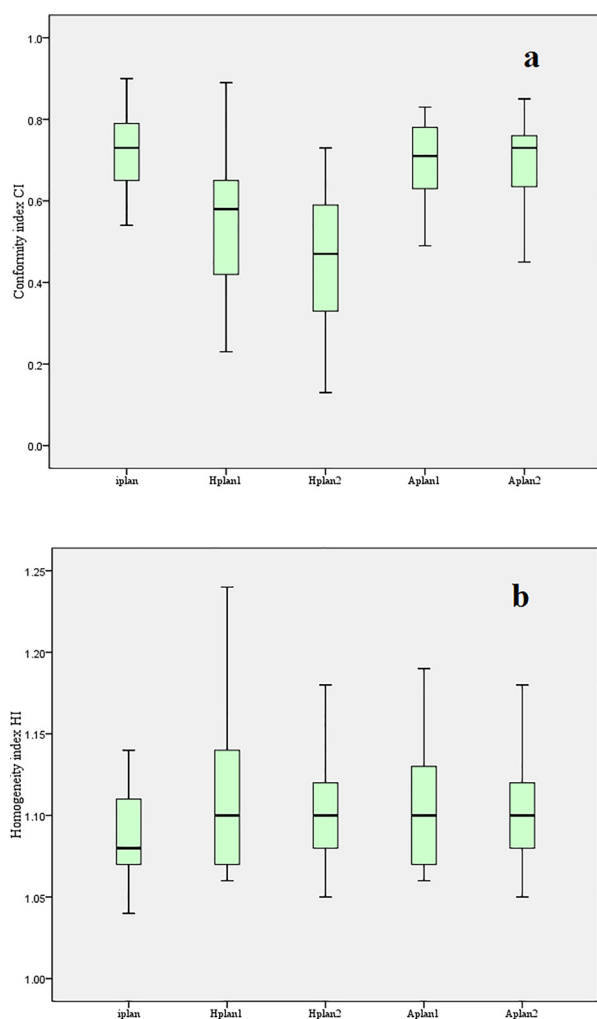 a
Conformity index CI
1.0
0.8
0.6
0.4
0.2
0.0
iplan Hplan1 Hplan2 Aplan1 Aplan2
b
Homogeneity index HI
1.25
1.20
1.15
1.10
1.05
1.00
iplan Hplan1 Hplan2 Aplan1 Aplan2